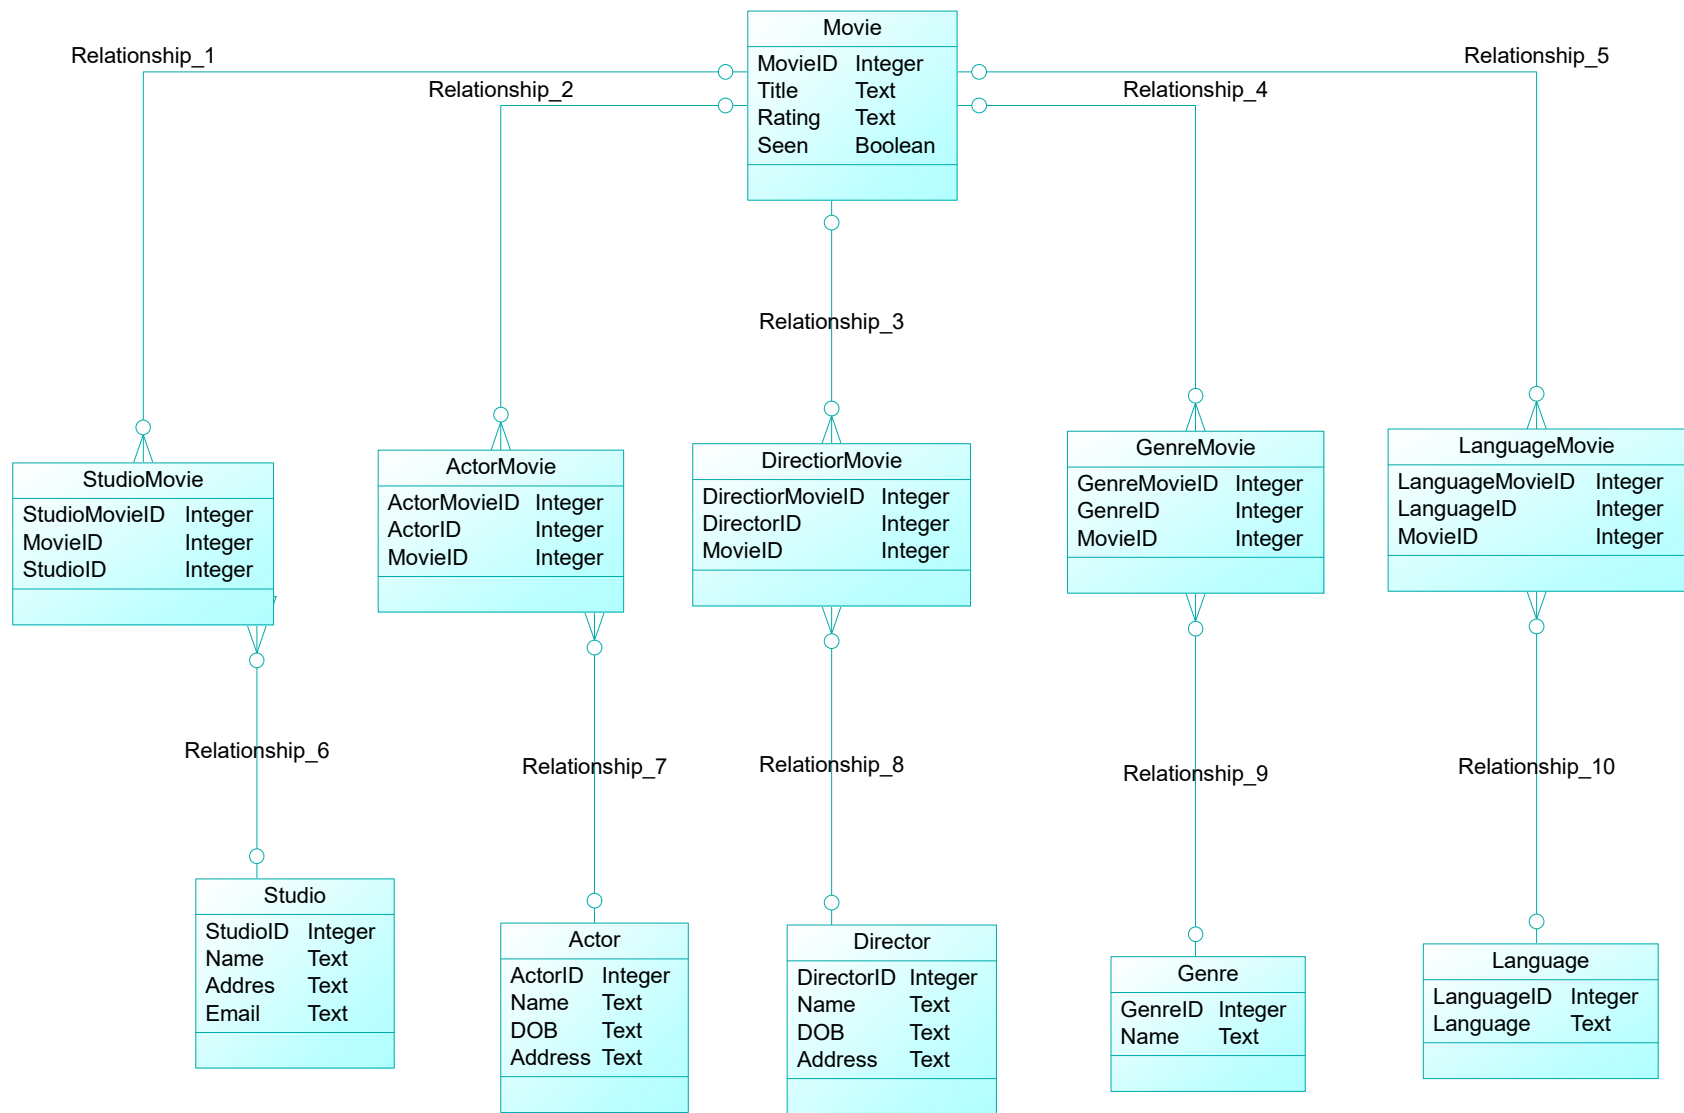 Movie
MovieID Integer
Title Text
Rating Text
Seen Boolean
Relationship_1
Relationship_2
Relationship_3
Relationship_4
Relationship_5
StudioMovie
StudioMovieID Integer
MovieID Integer
StudioID Integer
ActorMovie
ActorMovieID Integer
ActorID Integer
MovieID Integer
DirectiorMovie
DirectiorMovieID Integer
DirectorID Integer
MovieID Integer
GenreMovie
GenreMovieID Integer
GenreID Integer
MovieID Integer
LanguageMovie
LanguageMovieID Integer
LanguageID Integer
MovieID Integer
Relationship_6
Relationship_7
Relationship_8
Relationship_9
Relationship_10
Studio
StudioID Integer
Name Text
Addres Text
Email Text
Actor
ActorID Integer
Name Text
DOB Text
Address Text
Director
DirectorID Integer
Name Text
DOB Text
Address Text
Genre
GenreID Integer
Name Text
Language
LanguageID Integer
Language Text